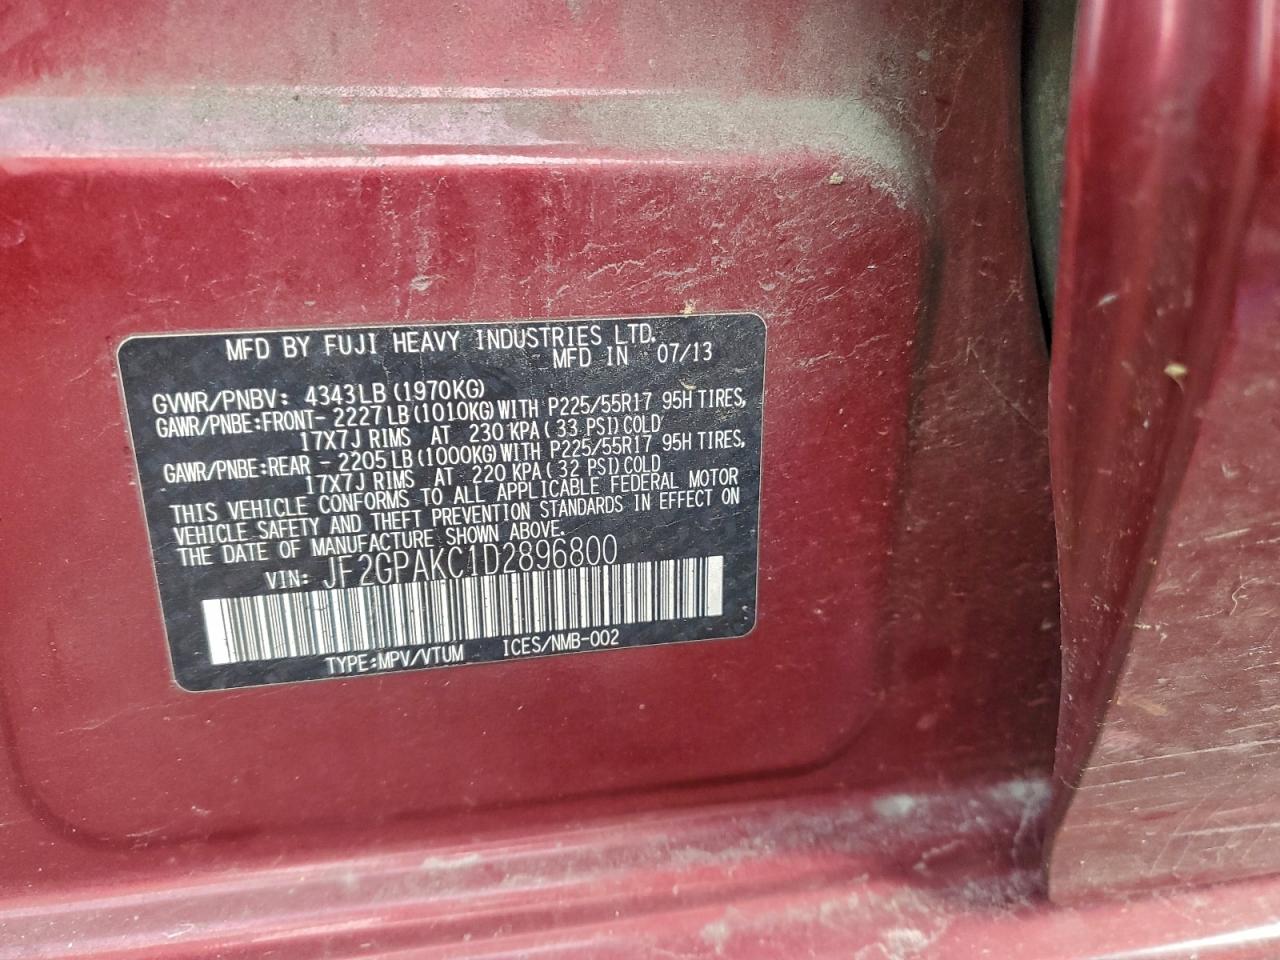 MFD BY FUJI HEAVY INDUSTRIES LTD.
MFD IN 07/13
GVWR/PNBV: 4343LB(1970KG)
GAWR/PNBE:FRONT-2227LB(1010KG)WITH P225/55R17 95H TIRES,
17X7J RIMS AT 230KPA(33 PSI)COLD
GAWR/PNBE:REAR -2205LB(1000KG)WITH P225/55R17 95H TIRES,
17X7J RIMS AT 220KPA(32 PSI)COLD
THIS VEHICLE CONFORMS TO ALL APPLICABLE FEDERAL MOTOR
VEHICLE SAFETY AND THEFT PREVENTION STANDARDS IN EFFECT ON
THE DATE OF MANUFACTURE SHOWN ABOVE.
VIN: JF2GPAKC1D2896800
TYPE:MPV/VTUM ICES/NMB-002